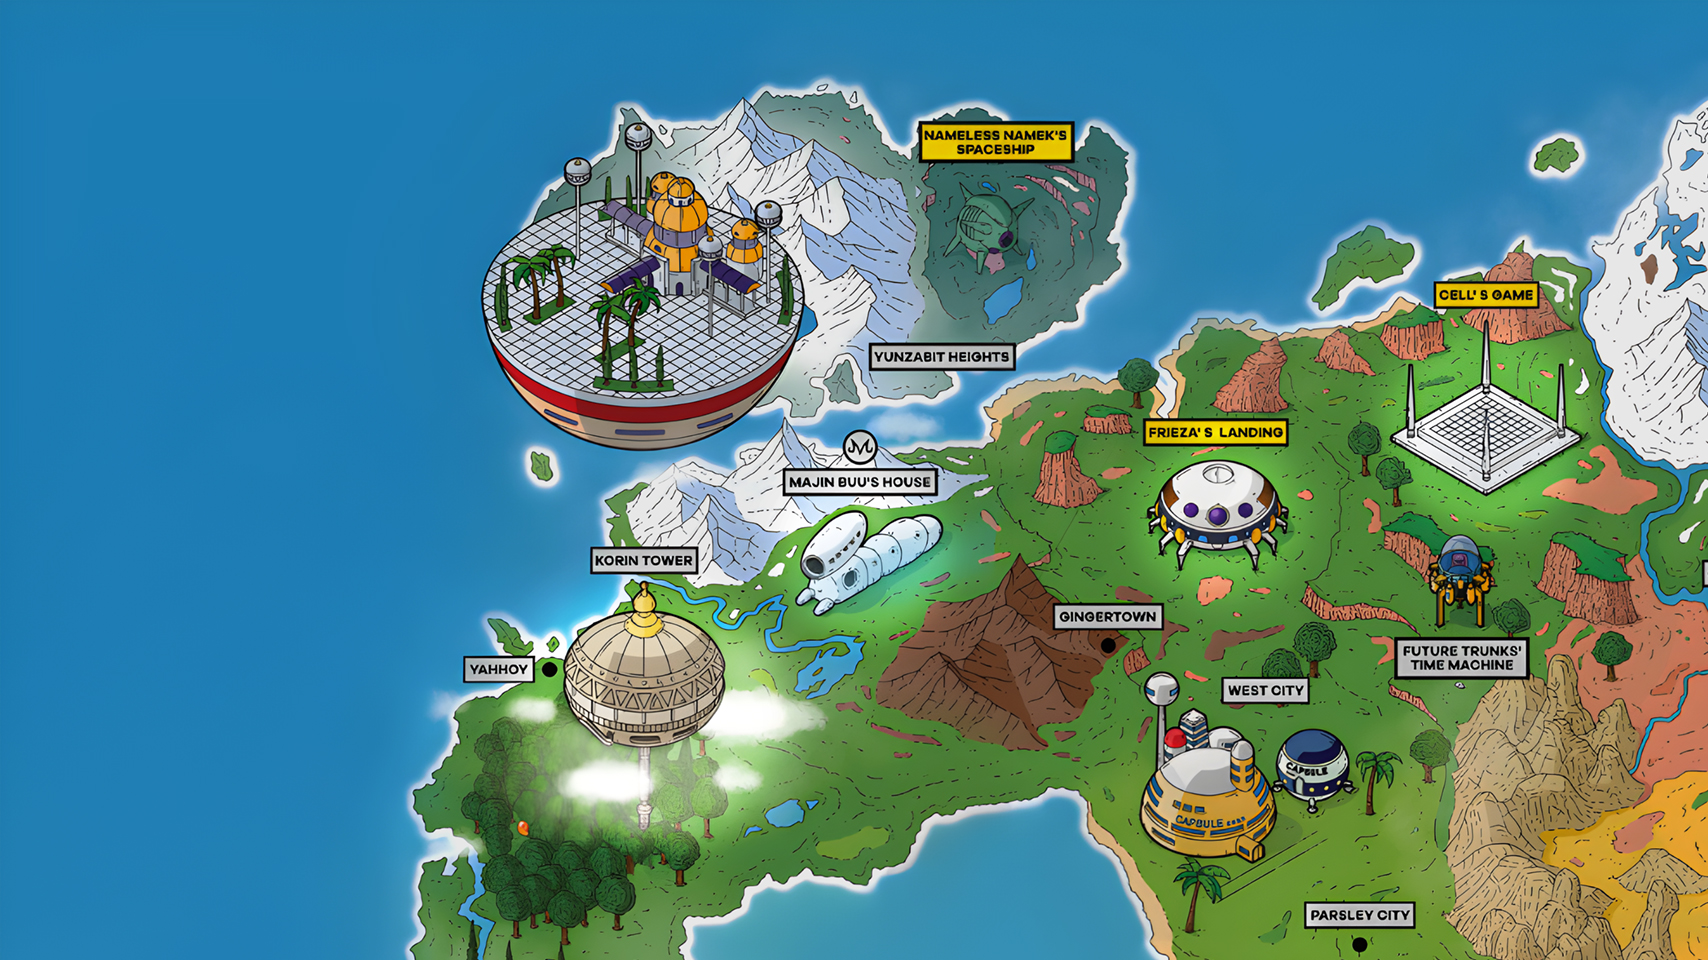 NAMELESS NAMEK'S
SPACESHIP
CELL'S GAME
YUNZABIT HEIGHTS
FRIEZA'S LANDING
M
MAJIN BUU'S HOUSE
KORIN TOWER
GINGERTOWN
YAHHOY
FUTURE TRUNKS'
TIME MACHINE
WEST CITY
CAPSULE
CAPSULE
PARSLEY CITY